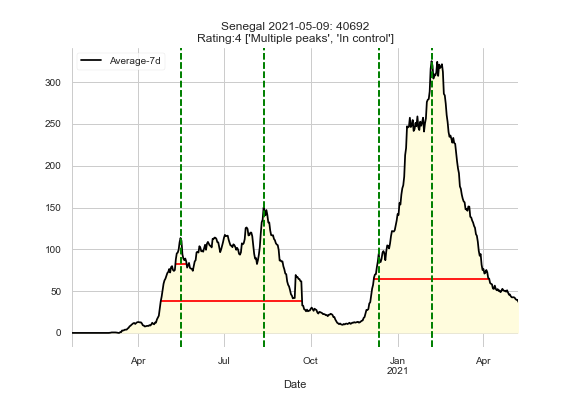 Senegal 2021-05-09: 40692
Rating:4 ['Multiple peaks', 'In control']
Average-7d
300
250
200
150
100
50
0
Apr
Jul
Oct
Jan
2021
Apr
Date